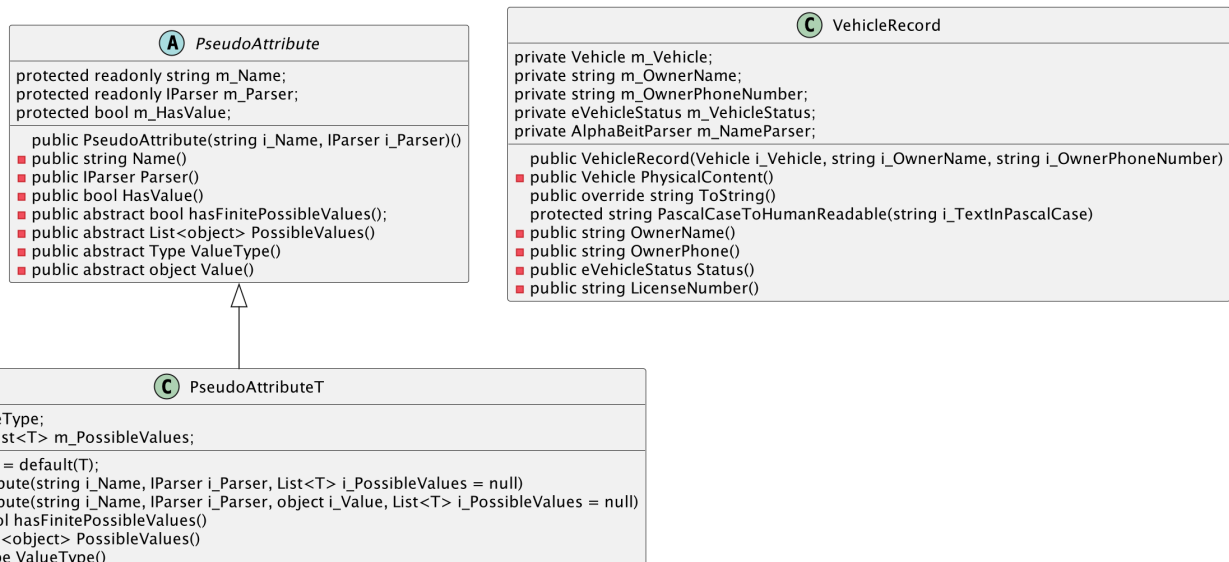 A PseudoAttribute
protected readonly string m_Name;
protected readonly IParser m_Parser;
protected bool m_HasValue;
public PseudoAttribute(string i_Name, IParser i_Parser)()
public string Name()
public IParser Parser()
public bool HasValue()
public abstract bool hasFinitePossibleValues();
public abstract List<object> PossibleValues()
public abstract Type ValueType()
public abstract object Value()
C VehicleRecord
private Vehicle m_Vehicle;
private string m_OwnerName;
private string m_OwnerPhoneNumber;
private eVehicleStatus m_VehicleStatus;
private AlphaBeitParser m_NameParser;
public VehicleRecord(Vehicle i_Vehicle, string i_OwnerName, string i_OwnerPhoneNumber)
public Vehicle PhysicalContent()
public override string ToString()
protected string PascalCaseToHumanReadable(string i_TextInPascalCase)
public string OwnerName()
public string OwnerPhone()
public eVehicleStatus Status()
public string LicenseNumber()
C PseudoAttributeT
eType;
st<T> m_PossibleValues;
= default(T);
bute(string i_Name, IParser i_Parser, List<T> i_PossibleValues = null)
bute(string i_Name, IParser i_Parser, object i_Value, List<T> i_PossibleValues = null)
ol hasFinitePossibleValues()
<object> PossibleValues()
pe ValueType()